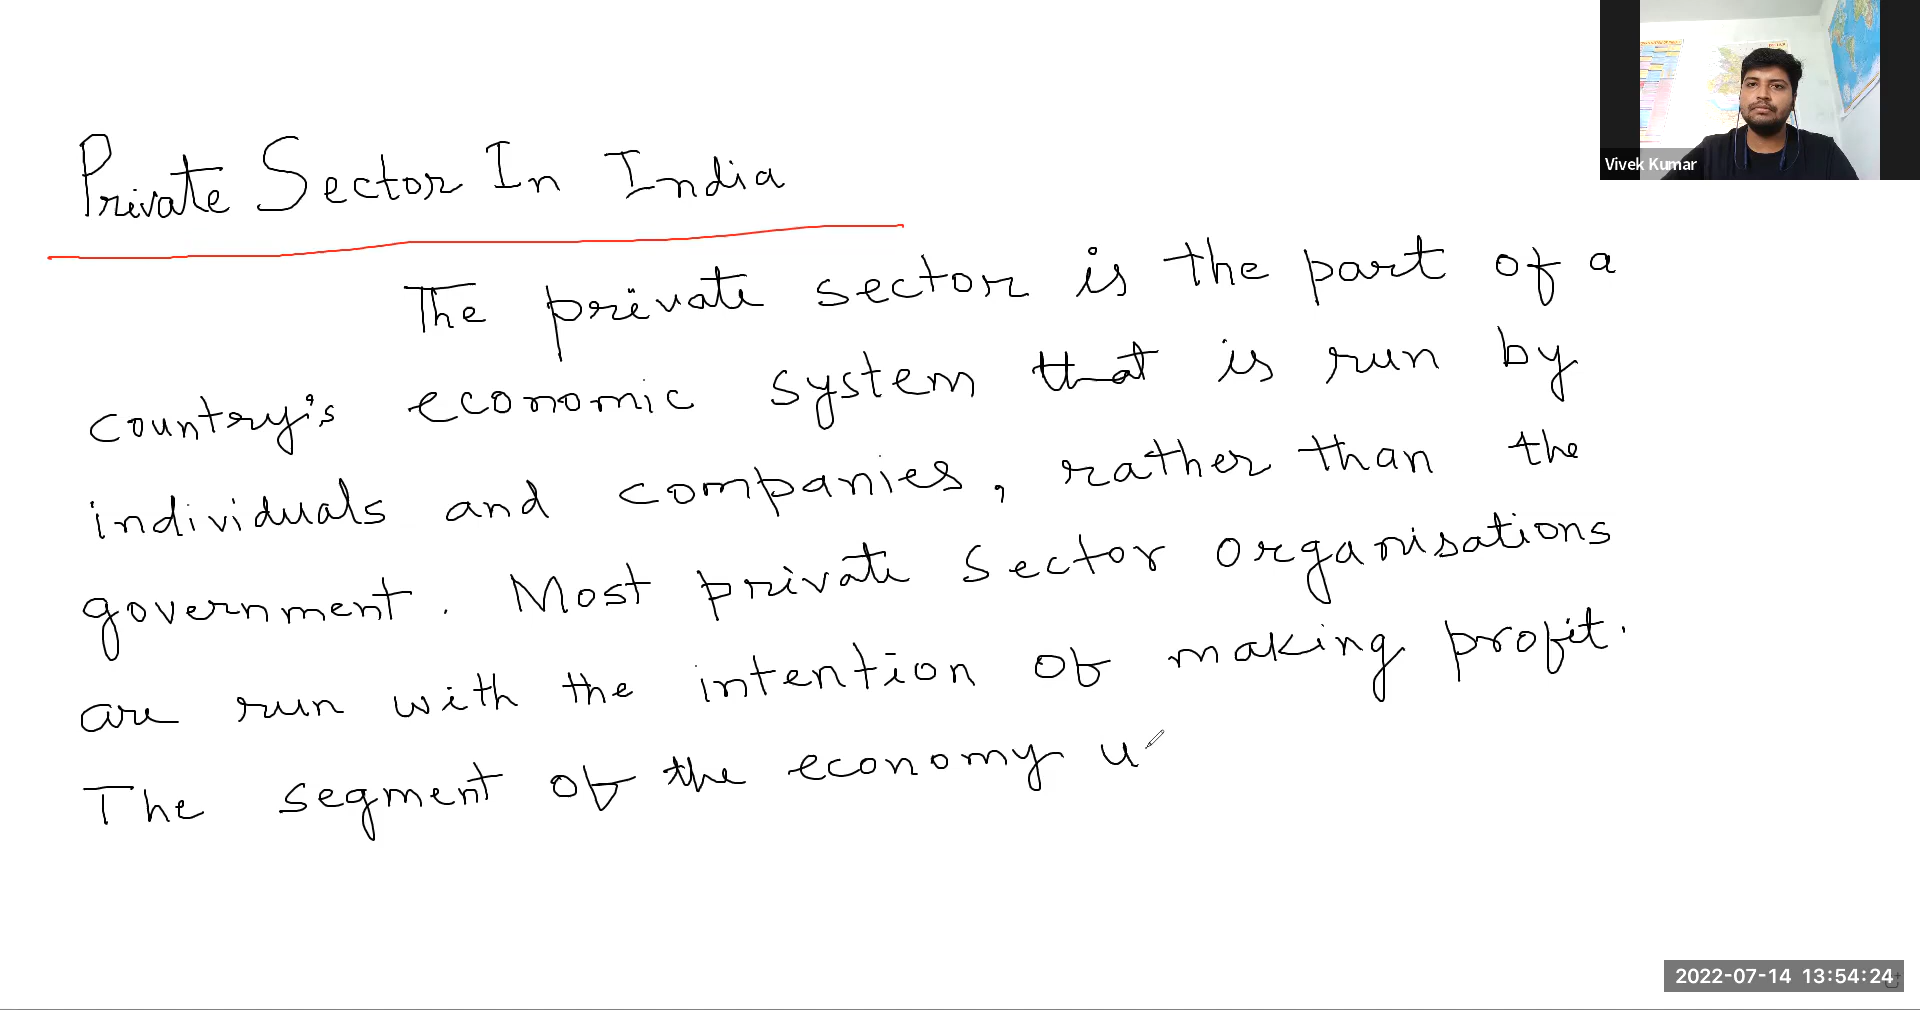 Private Sector In India
The private sector is the part of a
country's economic system that is run by
individuals and companies, rather than the
government. Most private sector organisations
are run with the intention of making profit.
The segment of the economy u
Vivek Kumar
2022-07-14 13:54:24